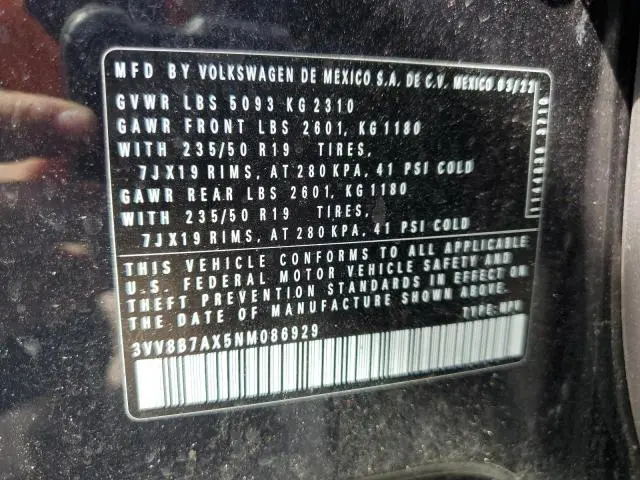 MFD BY VOLKSWAGEN DE MEXICO S.A. DE C.V. MEXICO 03/22
GVWR LBS 5093 KG 2310
GAWR FRONT LBS 2601, KG 1180
WITH 235/50 R19 TIRES,
7JX19 RIMS, AT 280 KPA, 41 PSI COLD
GAWR REAR LBS 2601, KG 1180
WITH 235/50 R19 TIRES,
7JX19 RIMS, AT 280 KPA, 41 PSI COLD
THIS VEHICLE CONFORMS TO ALL APPLICABLE
U.S. FEDERAL MOTOR VEHICLE SAFETY AND
THEFT PREVENTION STANDARDS IN EFFECT ON
THE DATE OF MANUFACTURE SHOWN ABOVE.
TYPE: MPV
3VV8B7AX5NM086929